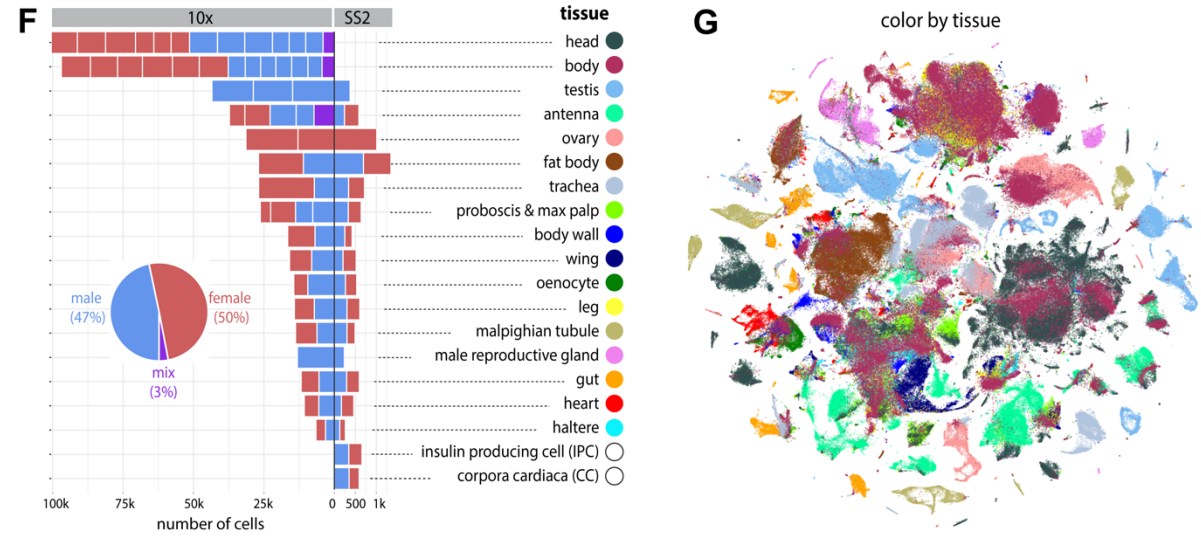 F
10x
SS2
tissue
head
body
testis
antenna
ovary
fat body
trachea
proboscis & max palp
body wall
wing
oenocyte
leg
malpighian tubule
male reproductive gland
gut
heart
haltere
insulin producing cell (IPC)
corpora cardiaca (CC)
male
(47%)
female
(50%)
mix
(3%)
100k 75k 50k 25k 0 500 1k
number of cells
G
color by tissue